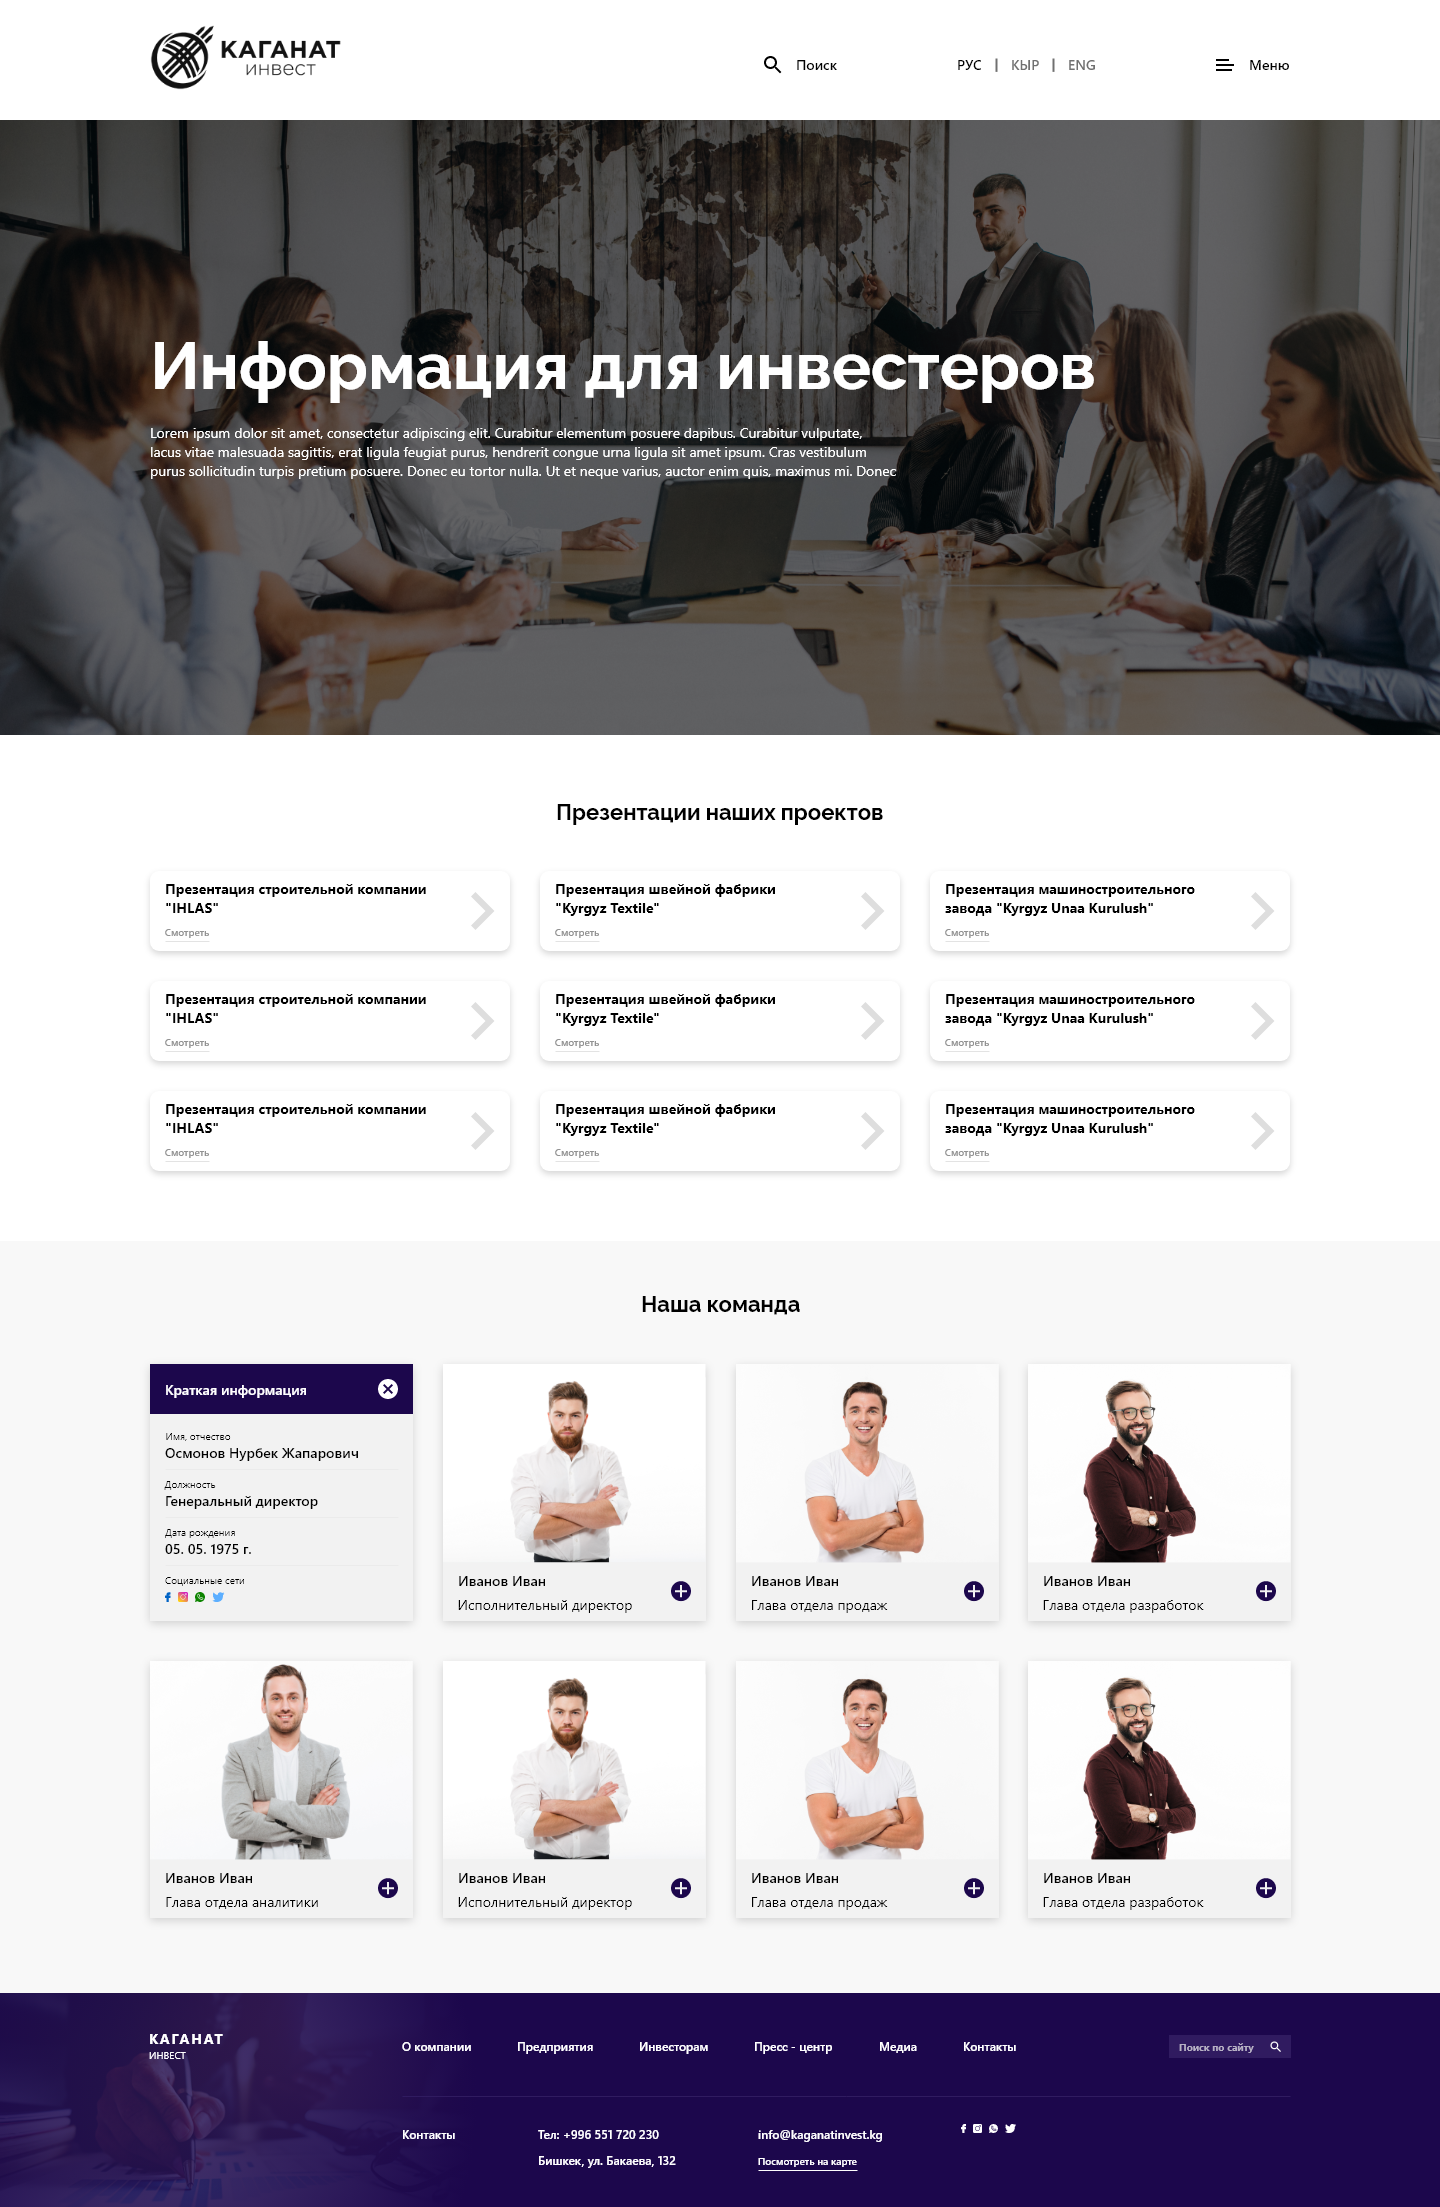 КАГАНАТ
ИНВЕСТ
Поиск
РУС | КЫР | ENG
Меню
Информация для инвестеров
Lorem ipsum dolor sit amet, consectetur adipiscing elit. Curabitur elementum posuere dapibus. Curabitur vulputate,
lacus vitae malesuada sagittis, erat ligula feugiat purus, hendrerit congue urna ligula sit amet ipsum. Cras vestibulum
purus sollicitudin turpis pretium posuere. Donec eu tortor nulla. Ut et neque varius, auctor enim quis, maximus mi. Donec
Презентации наших проектов
Презентация строительной компании
"IHLAS"
Смотреть
Презентация швейной фабрики
"Kyrgyz Textile"
Смотреть
Презентация машиностроительного
завода "Kyrgyz Unaa Kurulush"
Смотреть
Презентация строительной компании
"IHLAS"
Смотреть
Презентация швейной фабрики
"Kyrgyz Textile"
Смотреть
Презентация машиностроительного
завода "Kyrgyz Unaa Kurulush"
Смотреть
Презентация строительной компании
"IHLAS"
Смотреть
Презентация швейной фабрики
"Kyrgyz Textile"
Смотреть
Презентация машиностроительного
завода "Kyrgyz Unaa Kurulush"
Смотреть
Наша команда
Краткая информация
Имя, отчество
Осмонов Нурбек Жапарович
Должность
Генеральный директор
Дата рождения
05. 05. 1975 г.
Социальные сети
Иванов Иван
Исполнительный директор
Иванов Иван
Глава отдела продаж
Иванов Иван
Глава отдела разработок
Иванов Иван
Глава отдела аналитики
Иванов Иван
Исполнительный директор
Иванов Иван
Глава отдела продаж
Иванов Иван
Глава отдела разработок
КАГАНАТ
ИНВЕСТ
О компании
Предприятия
Инвесторам
Пресс - центр
Медиа
Контакты
Поиск по сайту
Контакты
Тел: +996 551 720 230
Бишкек, ул. Бакаева, 132
info@kaganatinvest.kg
Посмотреть на карте